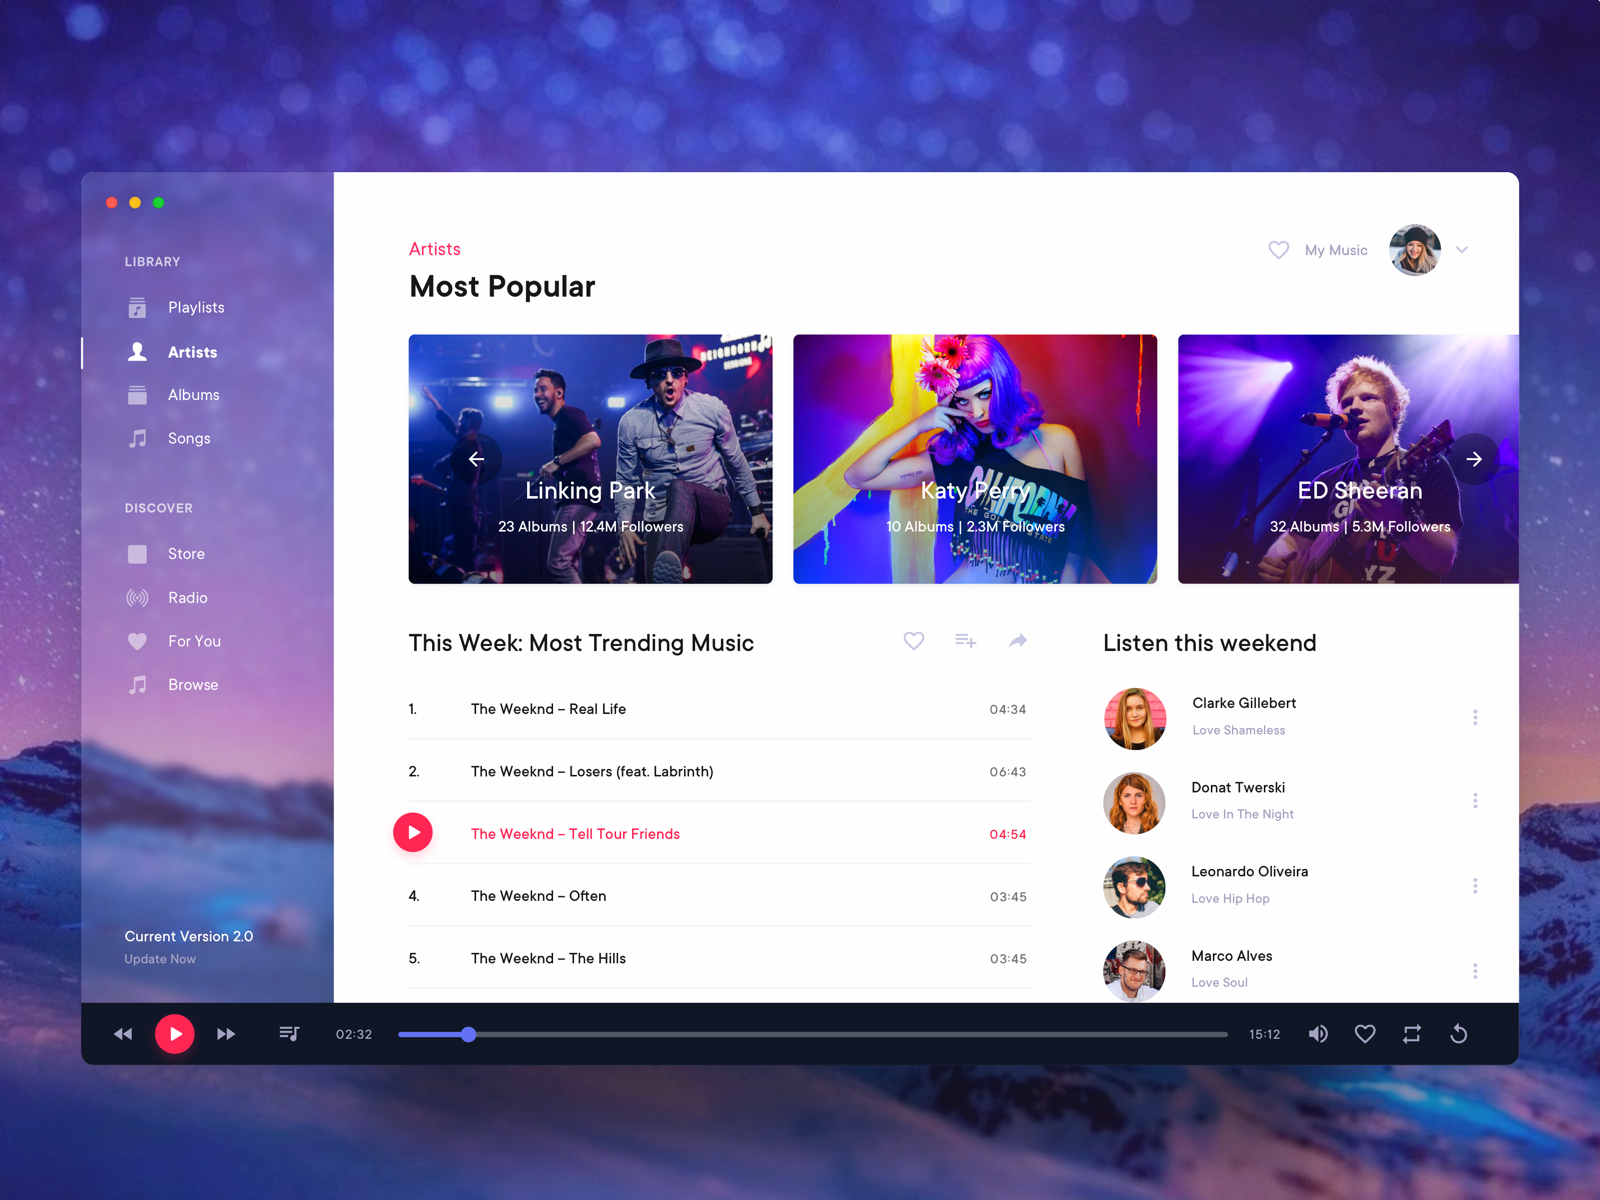 LIBRARY
Playlists
Artists
Albums
Songs
DISCOVER
Store
Radio
For You
Browse
Current Version 2.0
Update Now
Artists
Most Popular
My Music
NEIGHBORH
SESSIONS
Linking Park
23 Albums | 12.4M Followers
Katy Perry
10 Albums | 2.3M Followers
ED Sheeran
32 Albums | 5.3M Followers
This Week: Most Trending Music
1. The Weeknd – Real Life 04:34
2. The Weeknd – Losers (feat. Labrinth) 06:43
The Weeknd – Tell Tour Friends 04:54
4. The Weeknd – Often 03:45
5. The Weeknd – The Hills 03:45
Listen this weekend
Clarke Gillebert
Love Shameless
Donat Twerski
Love In The Night
Leonardo Oliveira
Love Hip Hop
Marco Alves
Love Soul
02:32
15:12